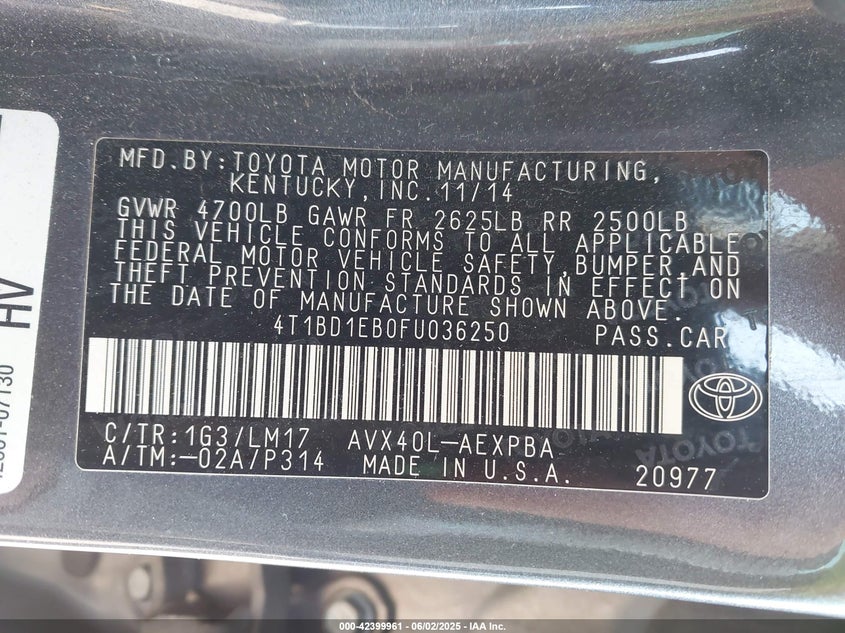 MFD.BY:TOYOTA MOTOR MANUFACTURING,
KENTUCKY,INC.11/14
GVWR 4700LB GAWR FR 2625LB RR 2500LB
THIS VEHICLE CONFORMS TO ALL APPLICABLE
FEDERAL MOTOR VEHICLE SAFETY,BUMPER,AND
THEFT PREVENTION STANDARDS IN EFFECT ON
THE DATE OF MANUFACTURE SHOWN ABOVE.
4T1BD1EB0FU036250 PASS.CAR
C/TR:1G3/LM17 AVX40L-AEXPBA
A/TM:-02A/P314 MADE IN U.S.A. 20977
HV
TOYOTA
000-42399961 - 06/02/2025 - IAA Inc.